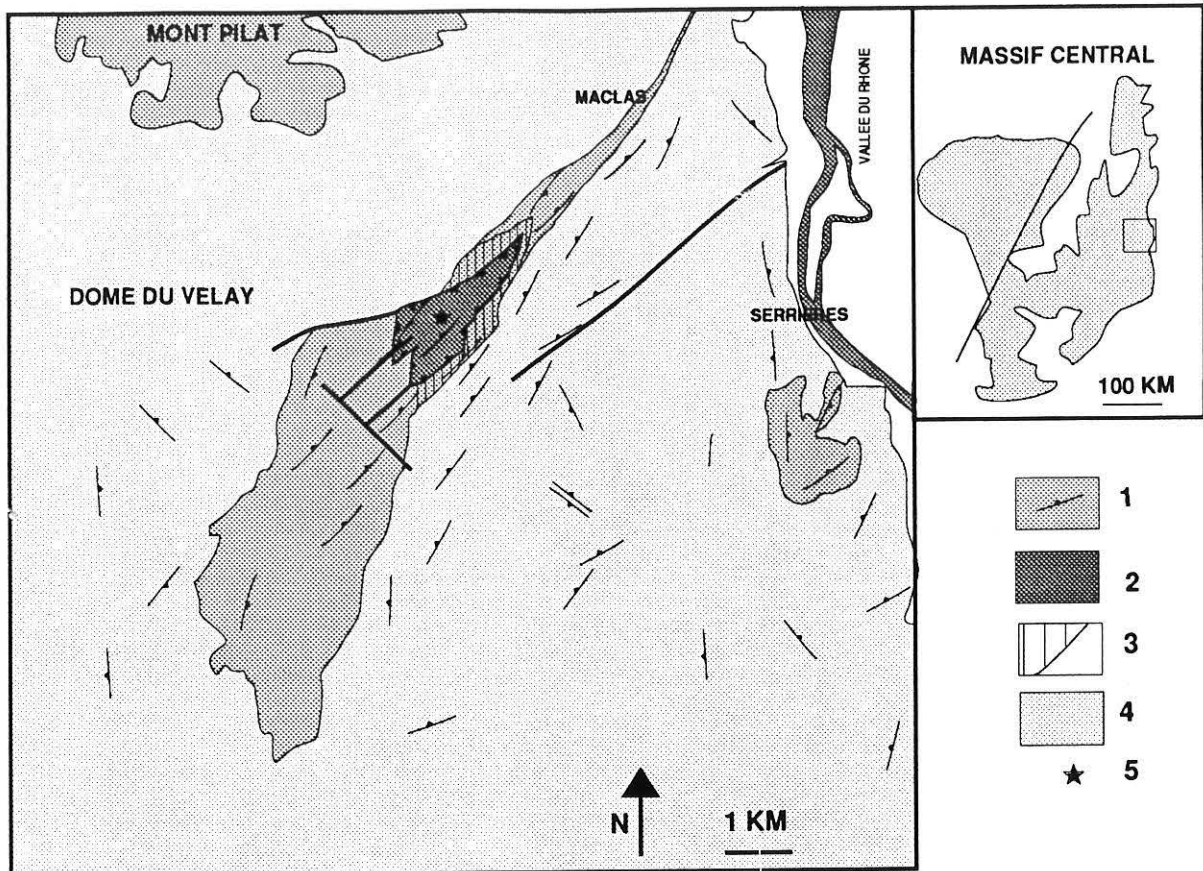 MONT PILAT
MACLAS
VALLEE DU RHONE
DOME DU VELAY
SERRIERES
N
1 KM
MASSIF CENTRAL
100 KM
1
2
3
4
5